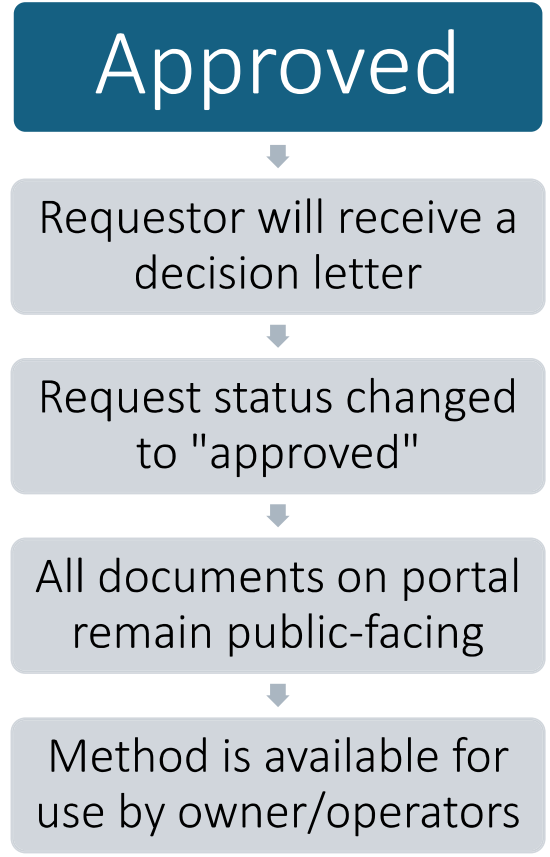 Approved
Requestor will receive a
decision letter
Request status changed
to "approved"
All documents on portal
remain public-facing
Method is available for
use by owner/operators